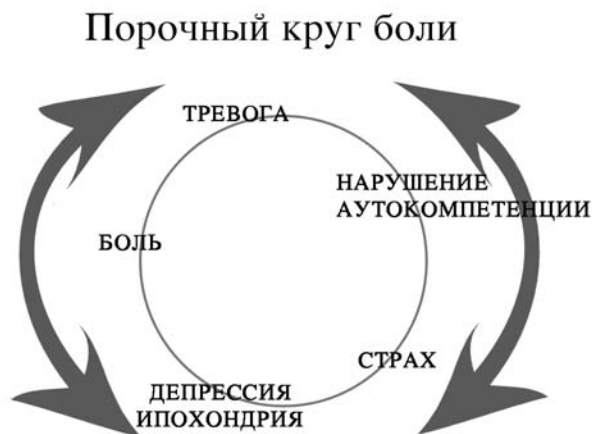 Порочный круг боли
ТРЕВОГА
НАРУШЕНИЕ
АУТОКОМПЕТЕНЦИИ
БОЛЬ
СТРАХ
ДЕПРЕССИЯ
ИПОХОНДРИЯ